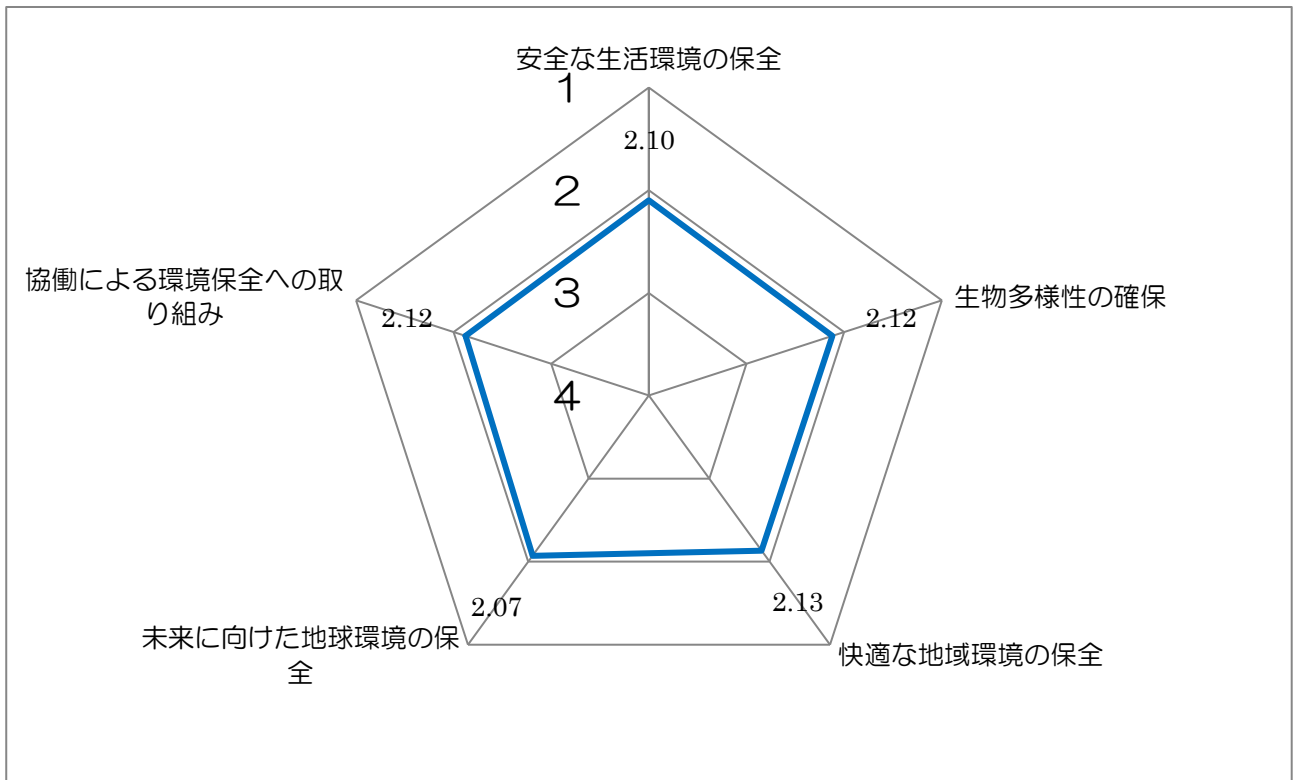 安全な生活環境の保全
1
2.10
2
協働による環境保全への取
り組み
2.12
3
2.12
生物多様性の確保
4
2.07
2.13
未来に向けた地球環境の保
全
快適な地域環境の保全